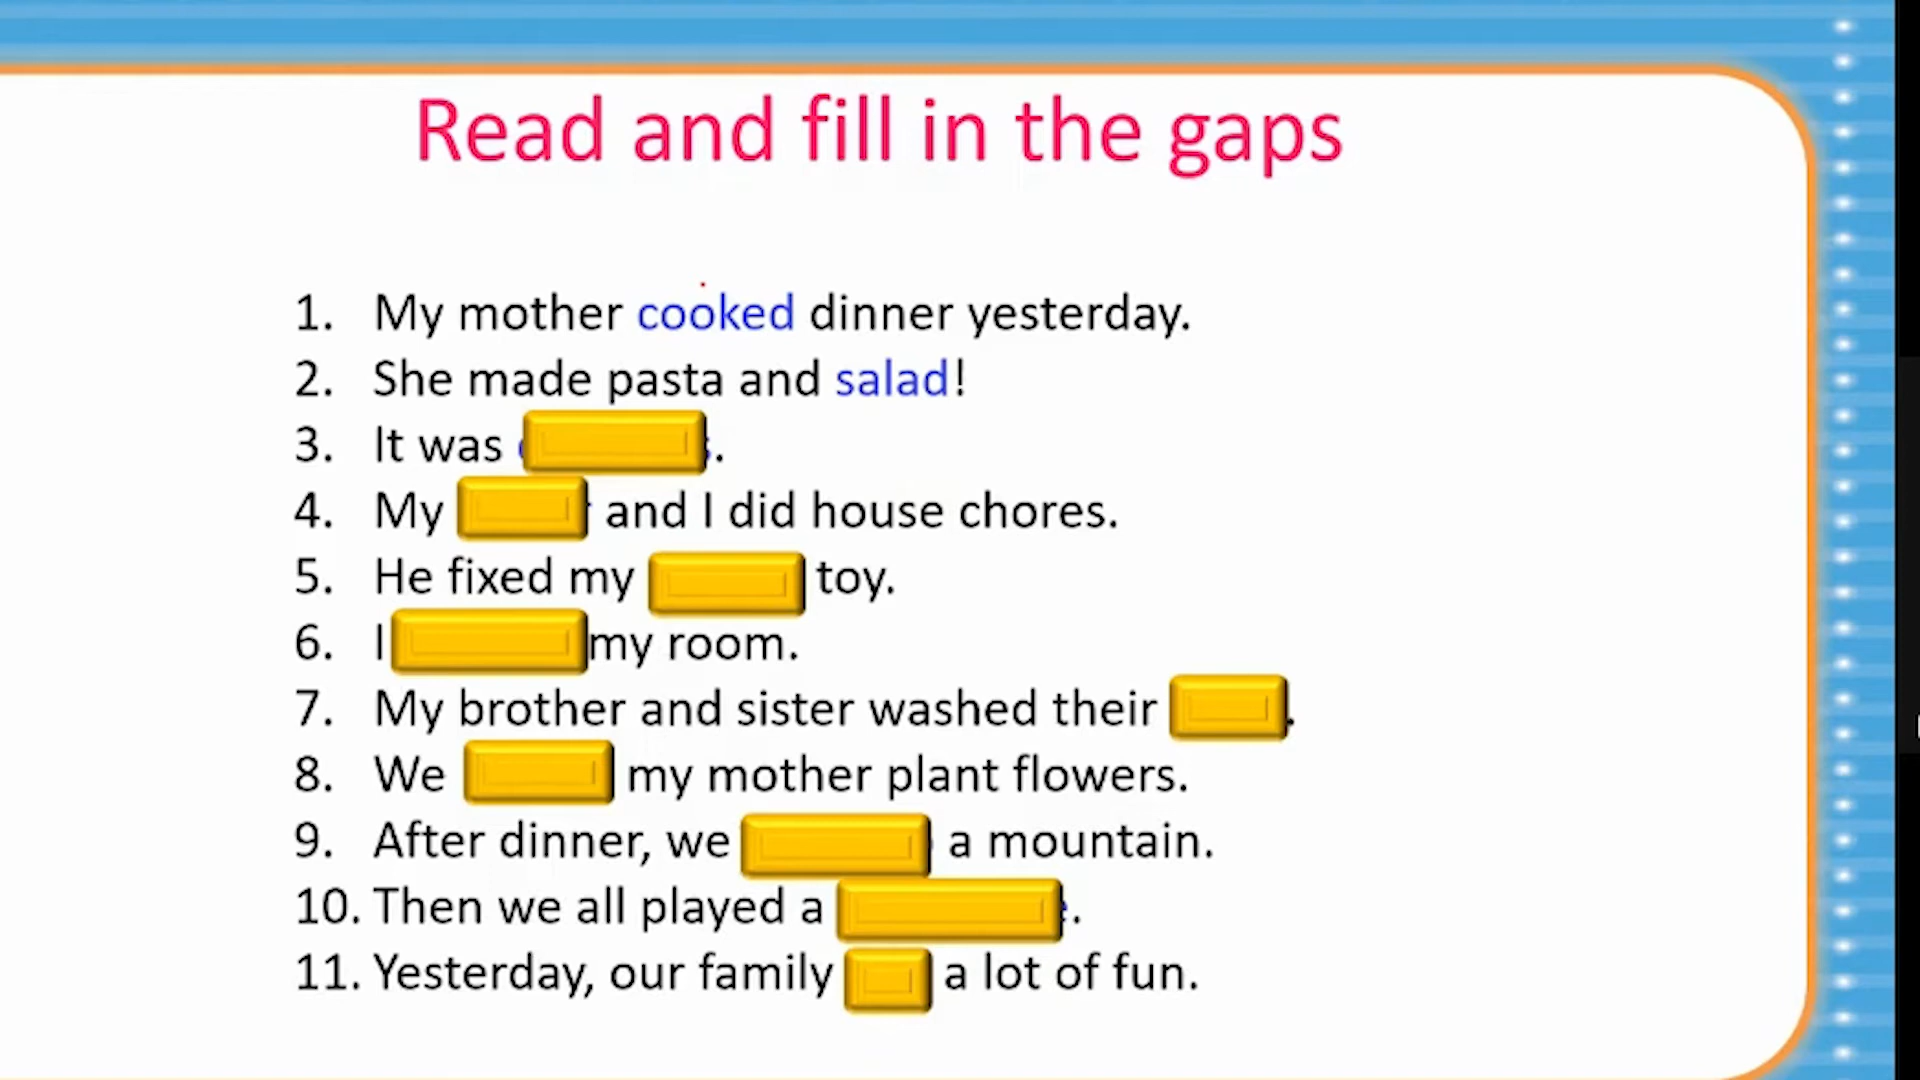 Read and fill in the gaps
1. My mother cooked dinner yesterday.
2. She made pasta and salad!
3. It was .
4. My and I did house chores.
5. He fixed my toy.
6. I my room.
7. My brother and sister washed their .
8. We my mother plant flowers.
9. After dinner, we a mountain.
10. Then we all played a .
11. Yesterday, our family a lot of fun.